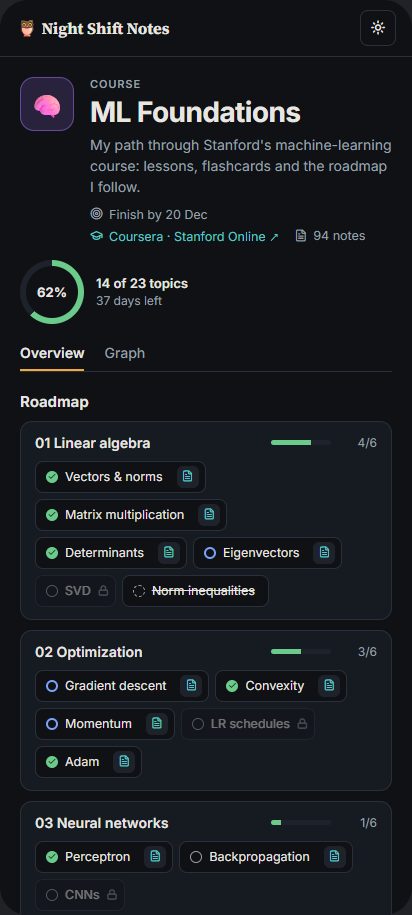 Night Shift Notes
COURSE
ML Foundations
My path through Stanford's machine-learning
course: lessons, flashcards and the roadmap
I follow.
Finish by 20 Dec
Coursera · Stanford Online ↗ 94 notes
62%
14 of 23 topics
37 days left
Overview Graph
Roadmap
01 Linear algebra 4/6
Vectors & norms
Matrix multiplication
Determinants Eigenvectors
SVD Norm inequalities
02 Optimization 3/6
Gradient descent Convexity
Momentum LR schedules
Adam
03 Neural networks 1/6
Perceptron Backpropagation
CNNs